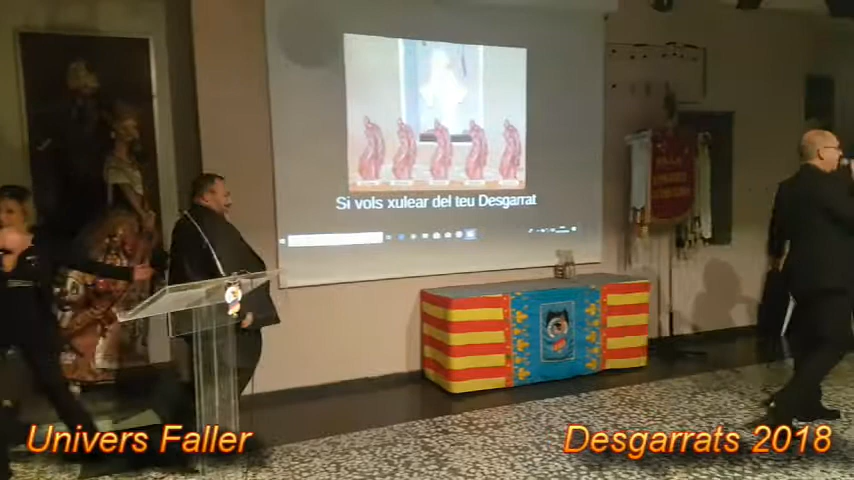 Si vols xulear del teu Desgarrat
Univers Faller
Desgarrats 2018